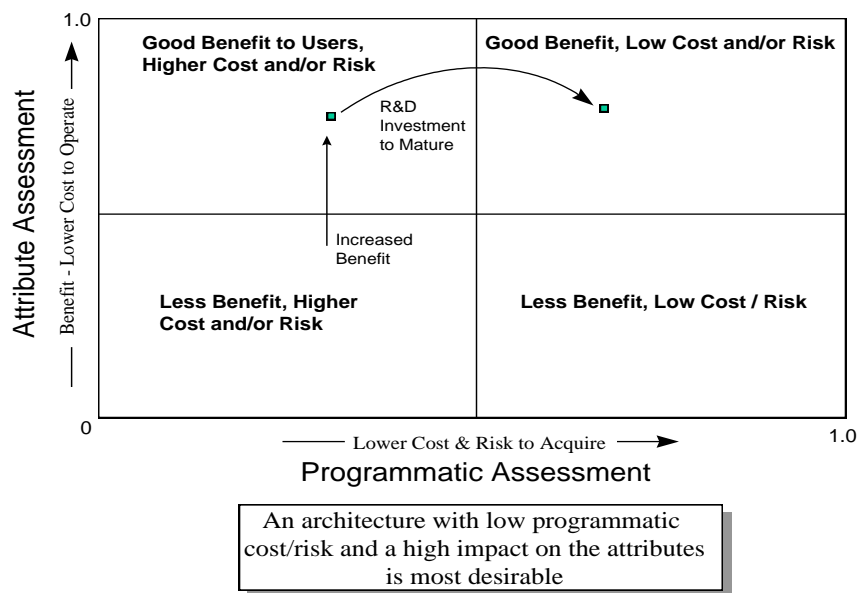 1.0
Good Benefit to Users,
Higher Cost and/or Risk
Good Benefit, Low Cost and/or Risk
R&D
Investment
to Mature
Increased
Benefit
Less Benefit, Higher
Cost and/or Risk
Less Benefit, Low Cost / Risk
Attribute Assessment
Benefit - Lower Cost to Operate
0
1.0
Lower Cost & Risk to Acquire
Programmatic Assessment
An architecture with low programmatic
cost/risk and a high impact on the attributes
is most desirable